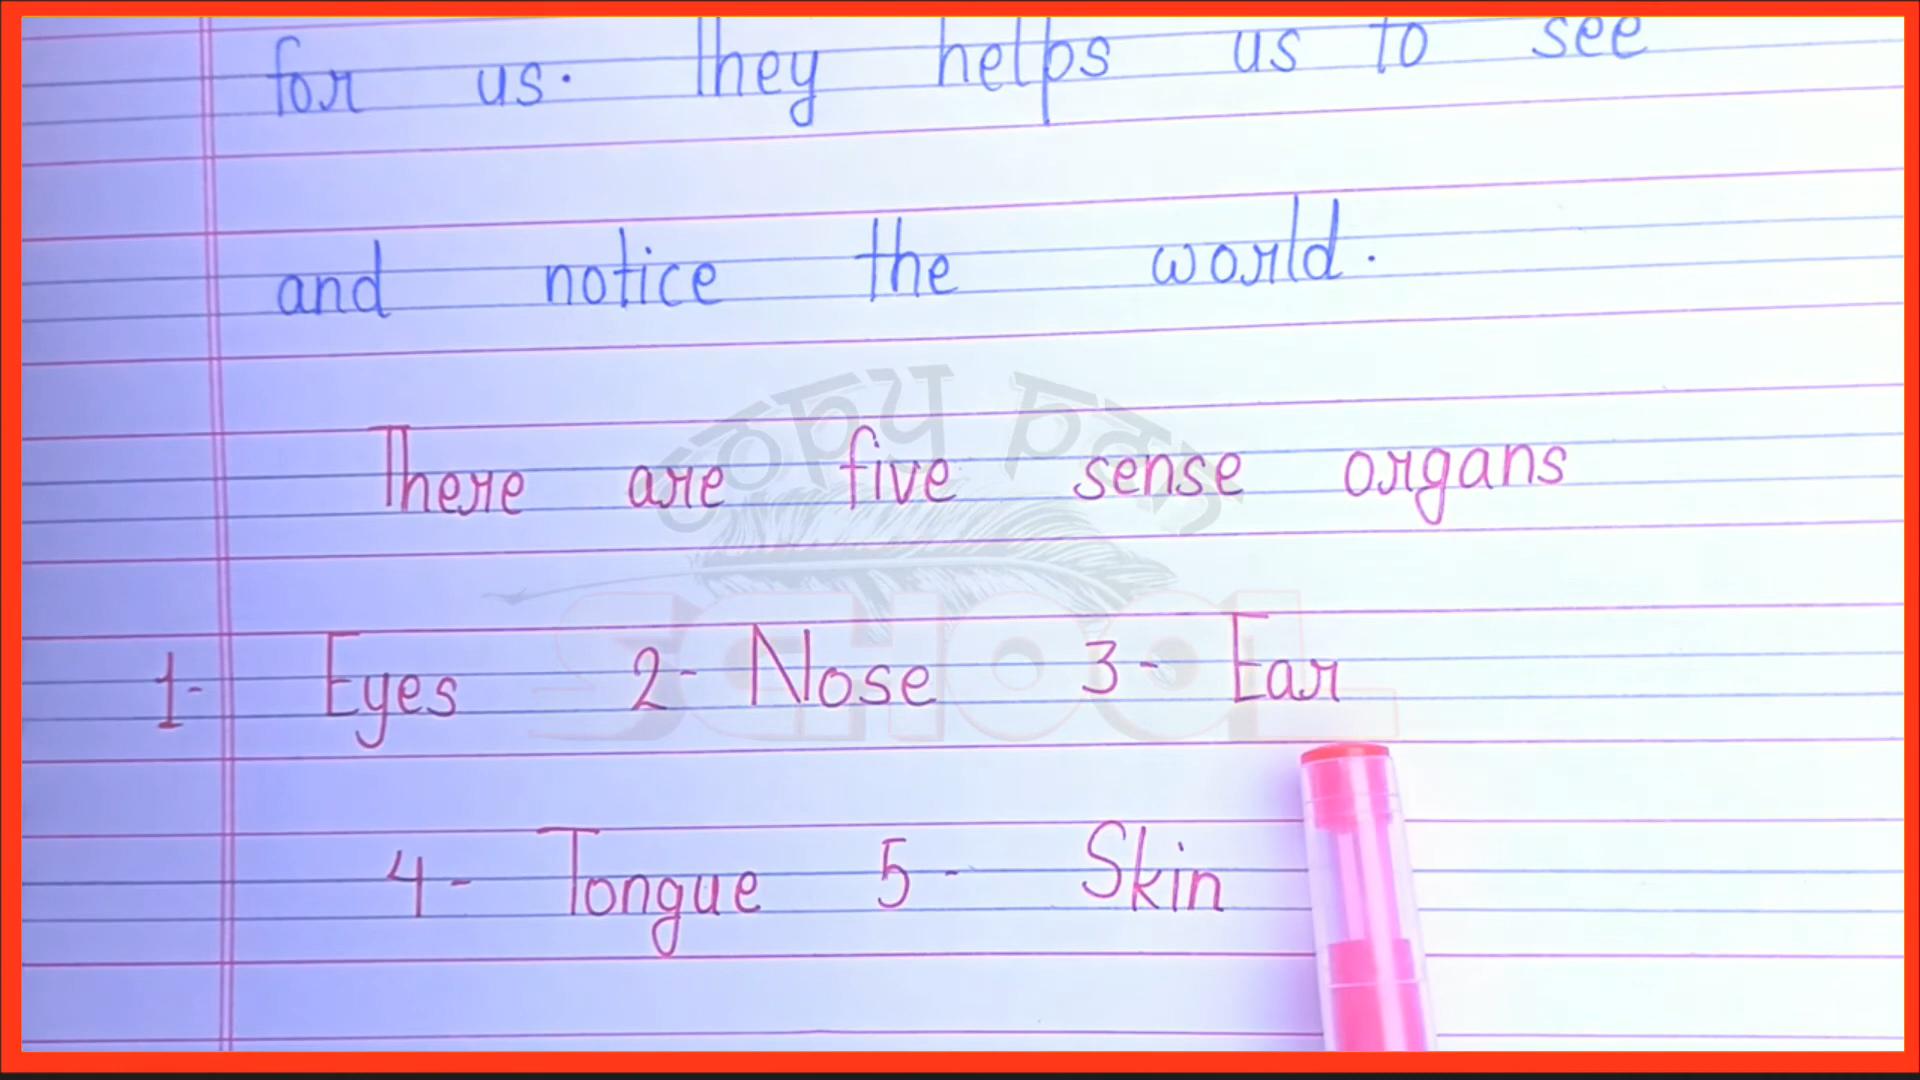 for us. They helps us to see
and notice the world.
कॉपी पेन
There are five sense organs
SCHOOL
1- Eyes 2- Nose 3- Ear
4- Tongue 5- Skin